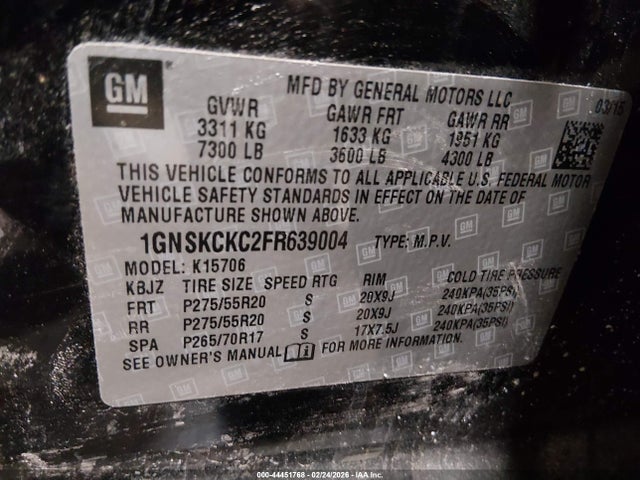 GM
MFD BY GENERAL MOTORS LLC
03/15
GVWR GAWR FRT GAWR RR
3311 KG 1633 KG 1951 KG
7300 LB 3600 LB 4300 LB
THIS VEHICLE CONFORMS TO ALL APPLICABLE U.S. FEDERAL MOTOR
VEHICLE SAFETY STANDARDS IN EFFECT ON THE DATE OF
MANUFACTURE SHOWN ABOVE.
1GNSKCKC2FR639004 TYPE: M.P.V.
MODEL: K15706
K8JZ TIRE SIZE SPEED RTG RIM COLD TIRE PRESSURE
FRT P275/55R20 S 20X9J 240KPA(35PSI)
RR P275/55R20 S 20X9J 240KPA(35PSI)
SPA P265/70R17 S 17X7.5J 240KPA(35PSI)
SEE OWNER'S MANUAL FOR MORE INFORMATION.
000-44451768 - 02/24/2026 - IAA Inc.